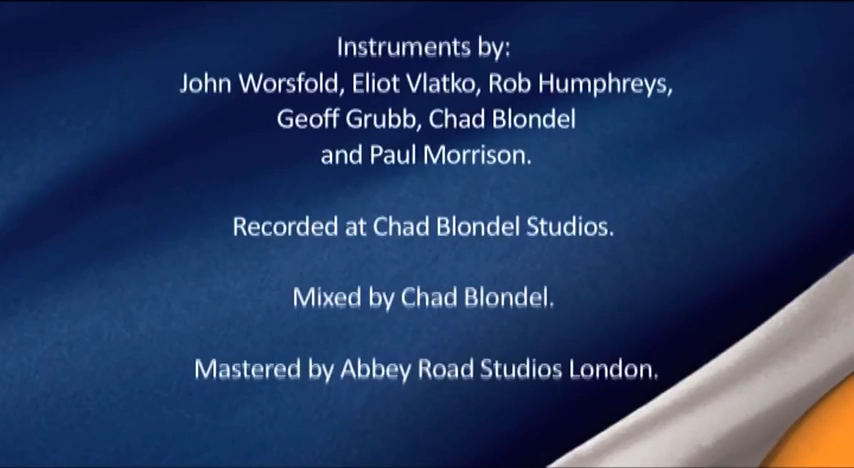 Instruments by:
John Worsfold, Eliot Vlatko, Rob Humphreys,
Geoff Grubb, Chad Blondel
and Paul Morrison.
Recorded at Chad Blondel Studios.
Mixed by Chad Blondel.
Mastered by Abbey Road Studios London.